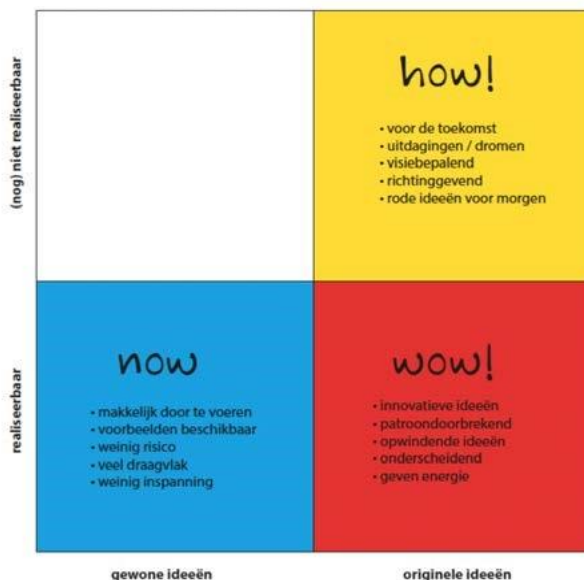 (nog) niet realiseerbaar
how!
• voor de toekomst
• uitdagingen / dromen
• visiebepalend
• richtinggevend
• rode ideeën voor morgen
realiseerbaar
now
• makkelijk door te voeren
• voorbeelden beschikbaar
• weinig risico
• veel draagvlak
• weinig inspanning
wow!
• innovatieve ideeën
• patroondoorbrekend
• opwindende ideeën
• onderscheidend
• geven energie
gewone ideeën
originele ideeën